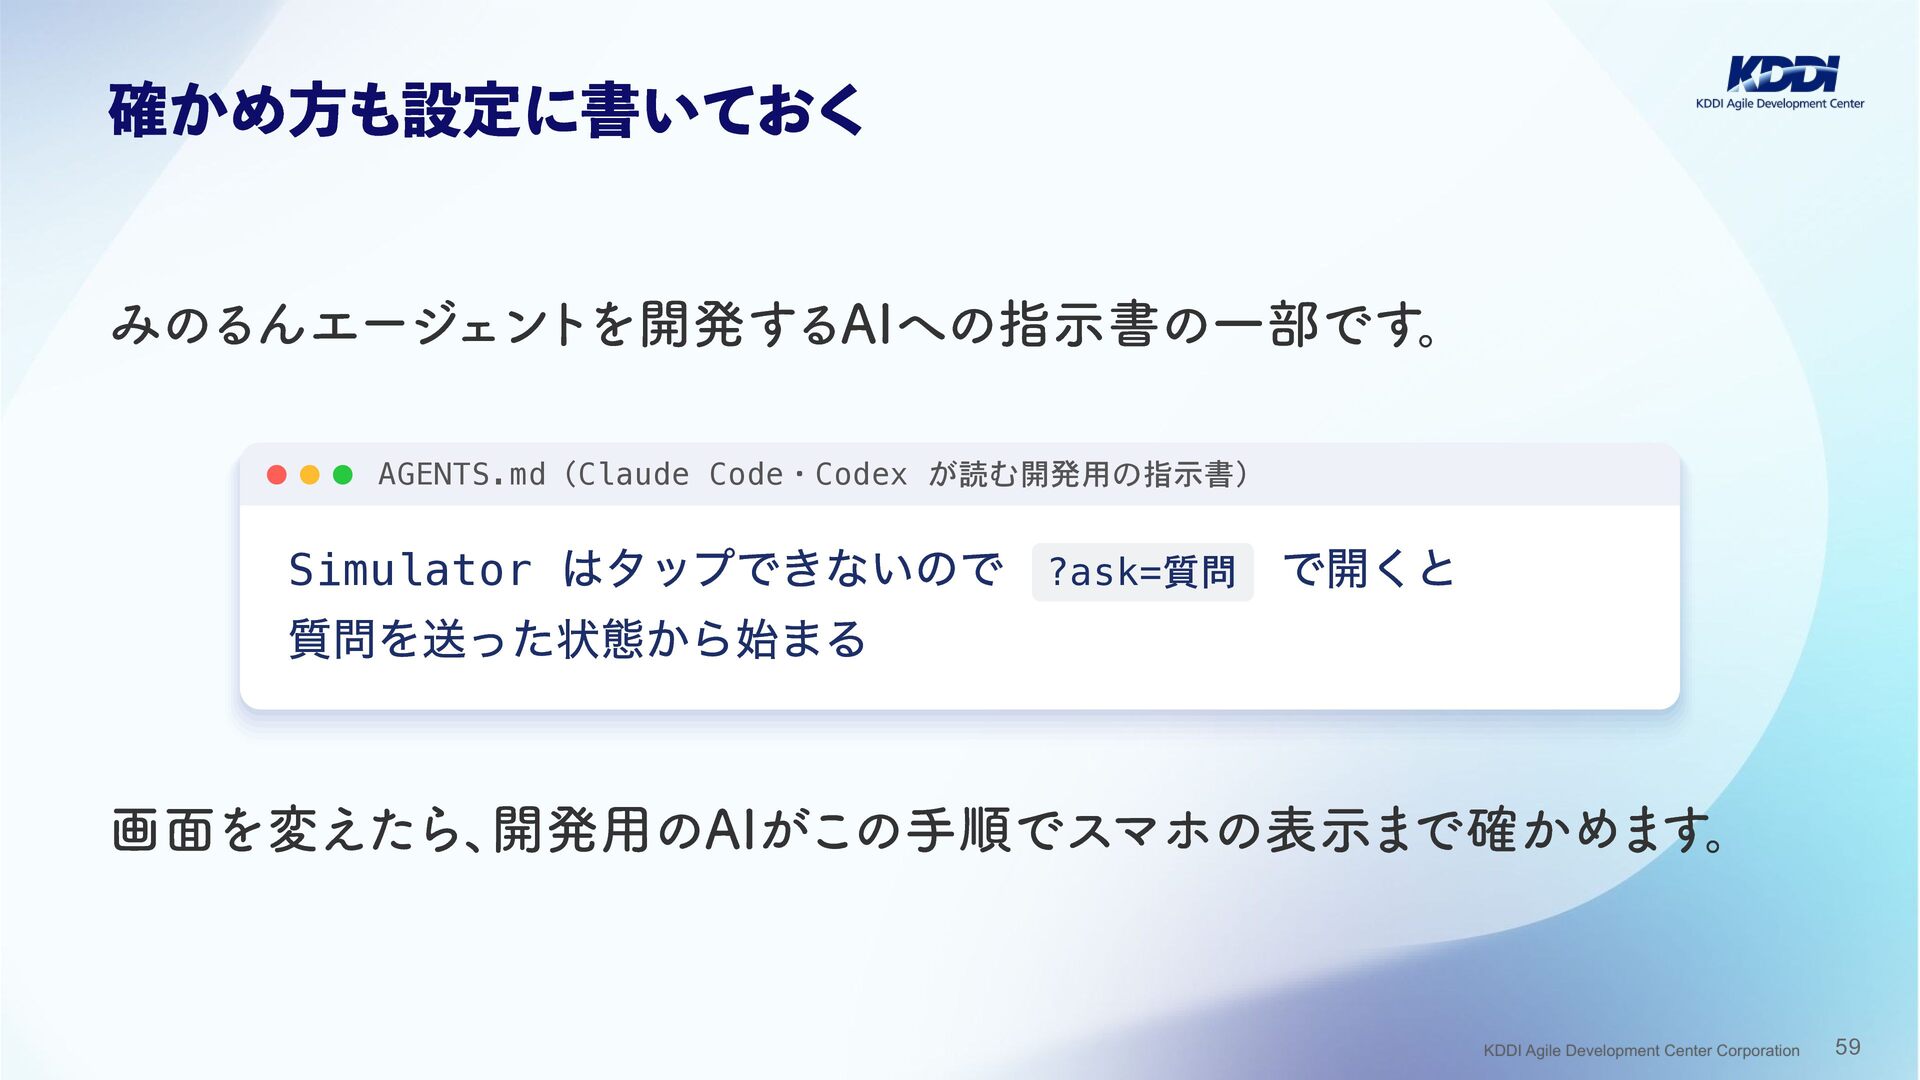 確かめ方も設定に書いておく
KDDI
KDDI Agile Development Center
みのるんエージェントを開発するAIへの指示書の一部です。
AGENTS.md（Claude Code・Codex が読む開発用の指示書）
Simulator はタップできないので ?ask=質問 で開くと
質問を送った状態から始まる
画面を変えたら、開発用のAIがこの手順でスマホの表示まで確かめます。
KDDI Agile Development Center Corporation 59